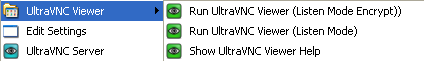 UltraVNC Viewer
Edit Settings
UltraVNC Server
Run UltraVNC Viewer (Listen Mode Encrypt))
Run UltraVNC Viewer (Listen Mode)
Show UltraVNC Viewer Help